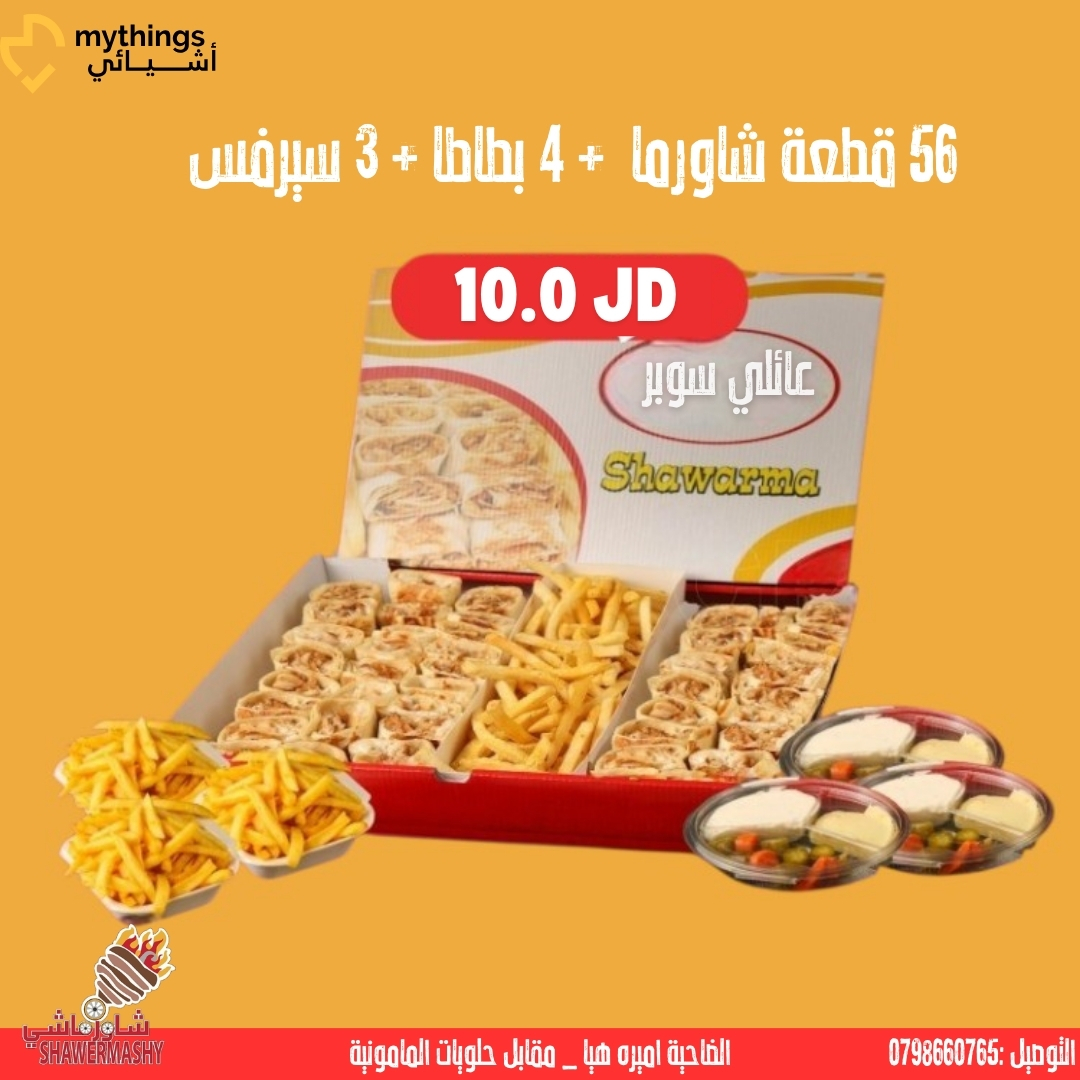 mythings
أشيائي
56 قطعة شاورما + 4 بطاطا + 3 سيرفس
10.0 JD
عائلي سوبر
Shawarma
شاورماشي
SHAWERMASHY
التوصيل :0798660765
الضاحية اميره هيا _ مقابل حلويات المامونية